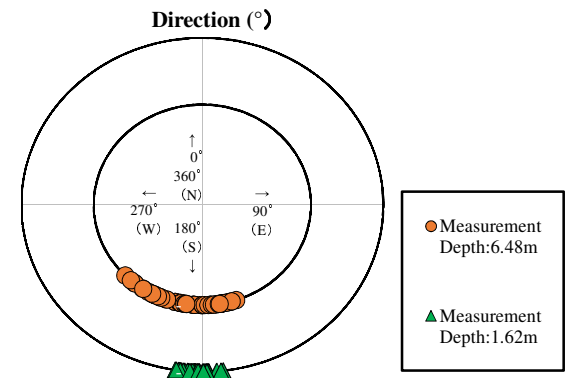 Direction (°)
↑
0°
360°
(N)
←
→
270°
(W)
180°
(S)
90°
(E)
↓
Measurement
Depth:6.48m
Measurement
Depth:1.62m